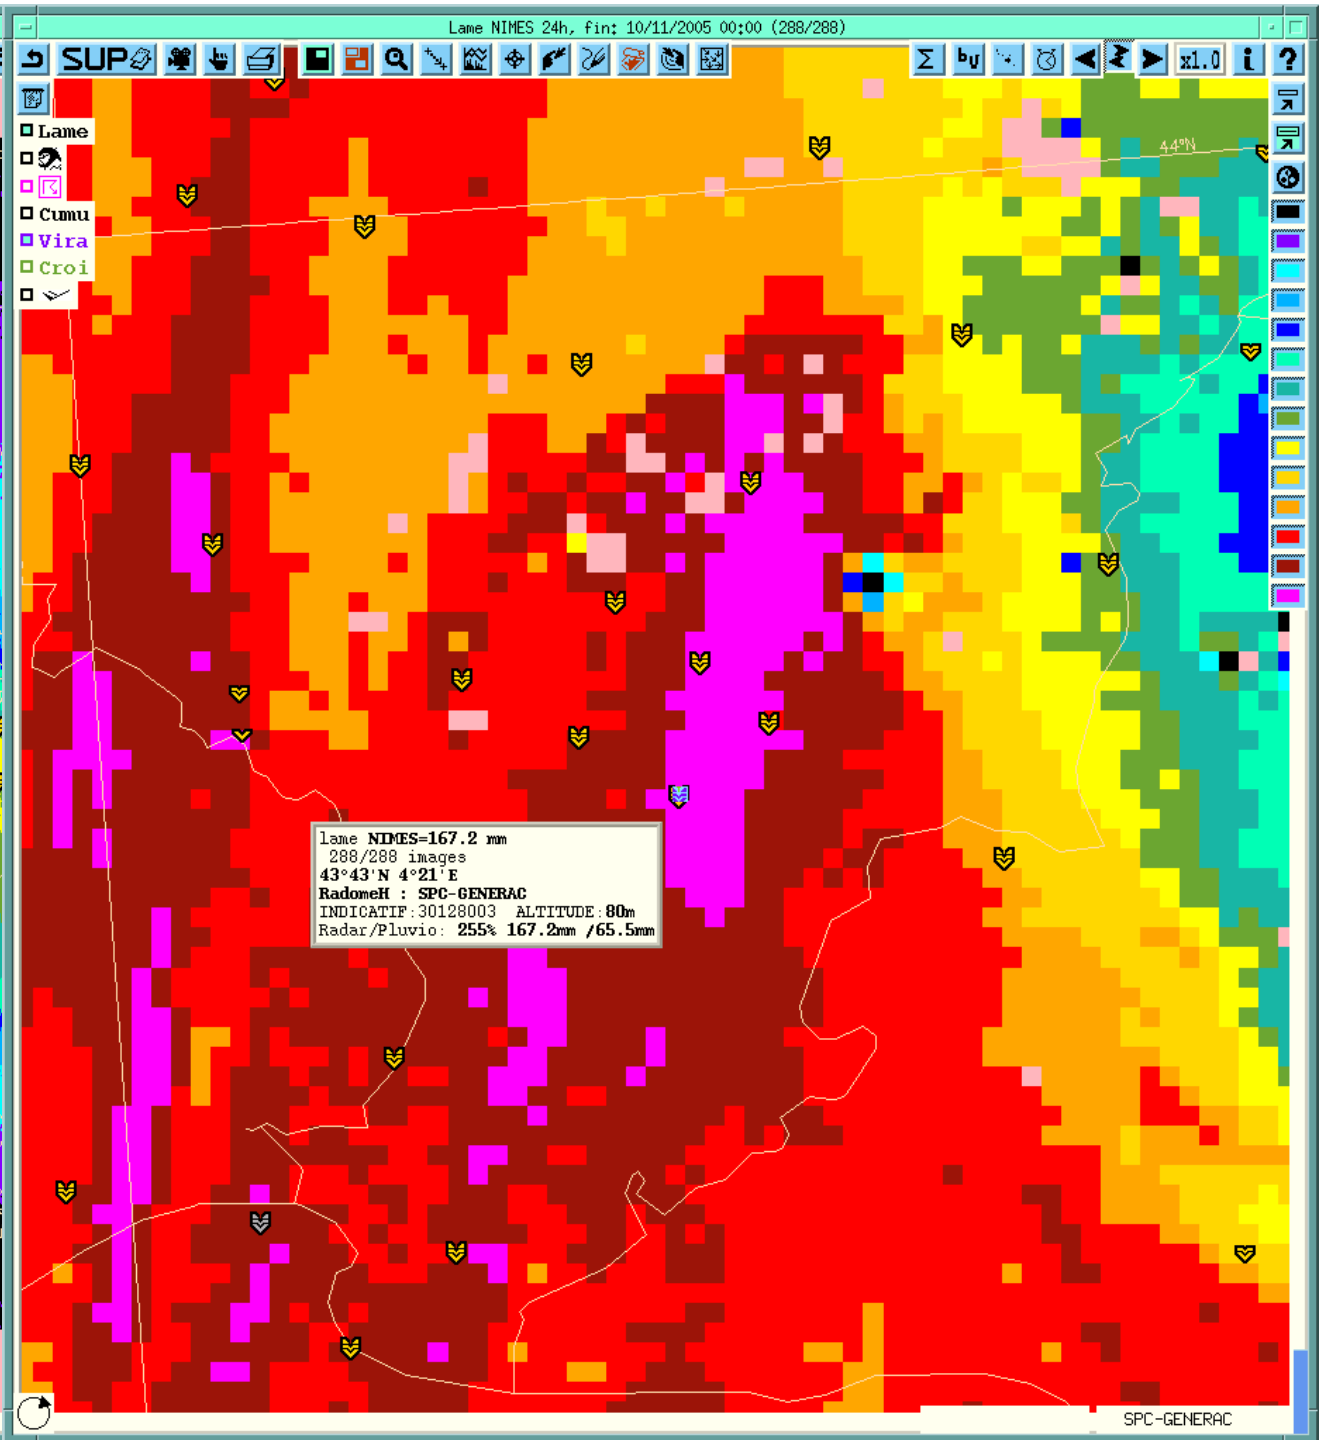 Lame NIMES 24h, fin: 10/11/2005 00:00 (288/288)
SUP
Σ
bu
x1.0
i
?
Lame
Cumu
Vira
Croi
44°N
lame NIMES=167.2 mm
288/288 images
43°43'N 4°21'E
RadomeH : SPC-GENERAC
INDICATIF:30128003 ALTITUDE:80m
Radar/Pluvio: 255% 167.2mm /65.5mm
SPC-GENERAC